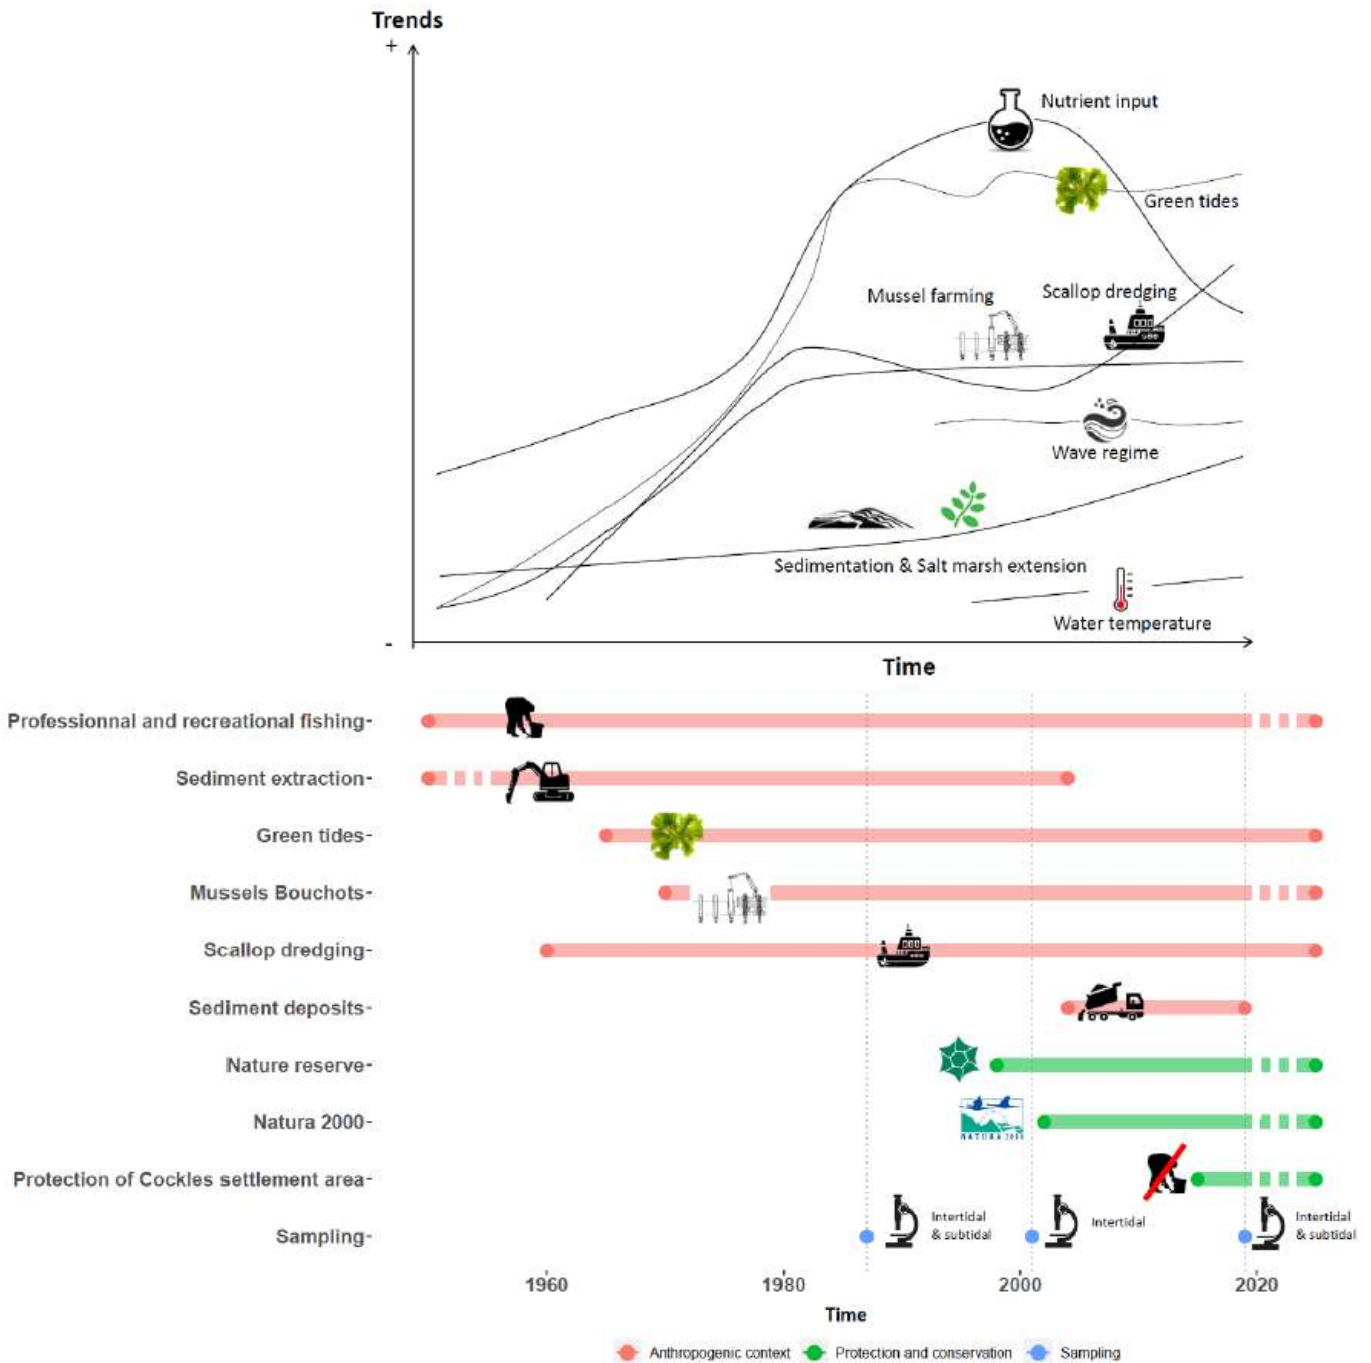 Trends
+
Nutrient input
Green tides
Mussel farming
Scallop dredging
Wave regime
Sedimentation & Salt marsh extension
Water temperature
-
Time
Professionnal and recreational fishing-
Sediment extraction-
Green tides-
Mussels Bouchots-
Scallop dredging-
Sediment deposits-
Nature reserve-
Natura 2000-
NATURA 2000
Protection of Cockles settlement area-
Sampling-
Intertidal
& subtidal
Intertidal
Intertidal
& subtidal
1960 1980 2000 2020
Time
Anthropogenic context Protection and conservation Sampling